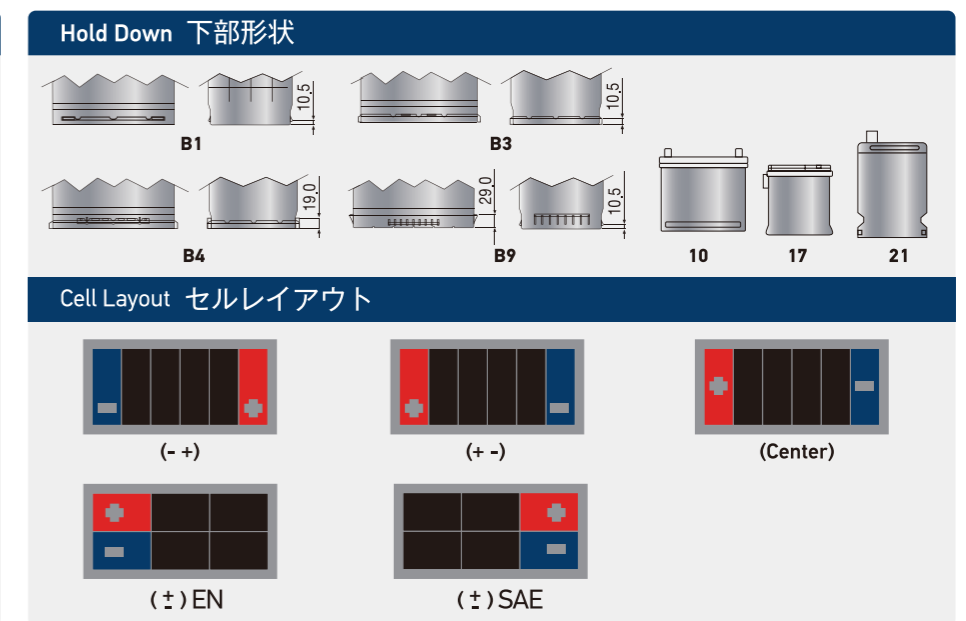 Hold Down 下部形状
10.5
10.5
B1
B3
19.0
29.0
10.5
B4
B9
10
17
21
Cell Layout セルレイアウト
(- +)
(+ -)
(Center)
(±) EN
(±) SAE